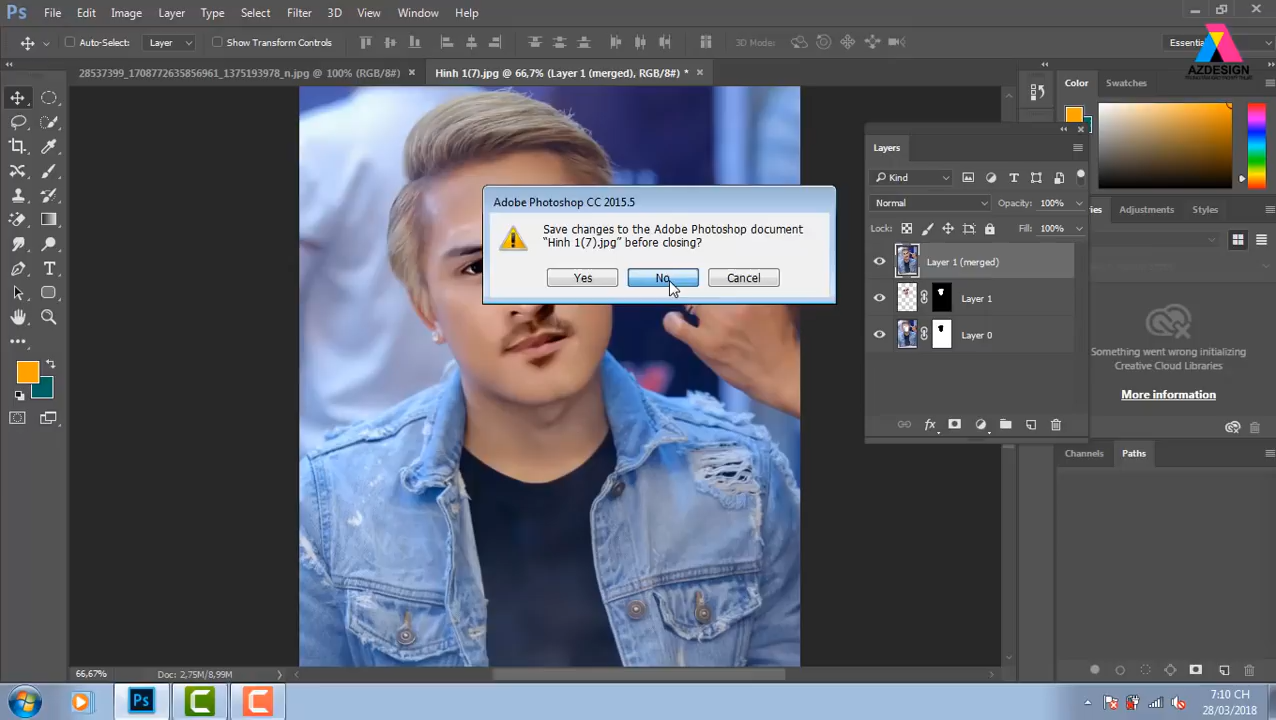 Ps File Edit Image Layer Type Select Filter 3D View Window Help
Auto-Select: Layer Show Transform Controls 3D Mode: Essentia
AZDESIGN
28537399_1708772635856961_1375193978_n.jpg @ 100% (RGB/8#) × Hinh 1(7).jpg @ 66,7% (Layer 1 (merged), RGB/8#) * ×
Color Swatches
Layers
Kind
Normal Opacity: 100%
Lock: Fill: 100%
Layer 1 (merged)
Layer 1
Layer 0
fx
Adobe Photoshop CC 2015.5
Save changes to the Adobe Photoshop document
“Hinh 1(7).jpg” before closing?
Yes No Cancel
ries Adjustments Styles
Something went wrong initializing
Creative Cloud Libraries
More information
Channels Paths
66,67% Doc: 2,75M/8,99M
Ps
7:10 CH
28/03/2018